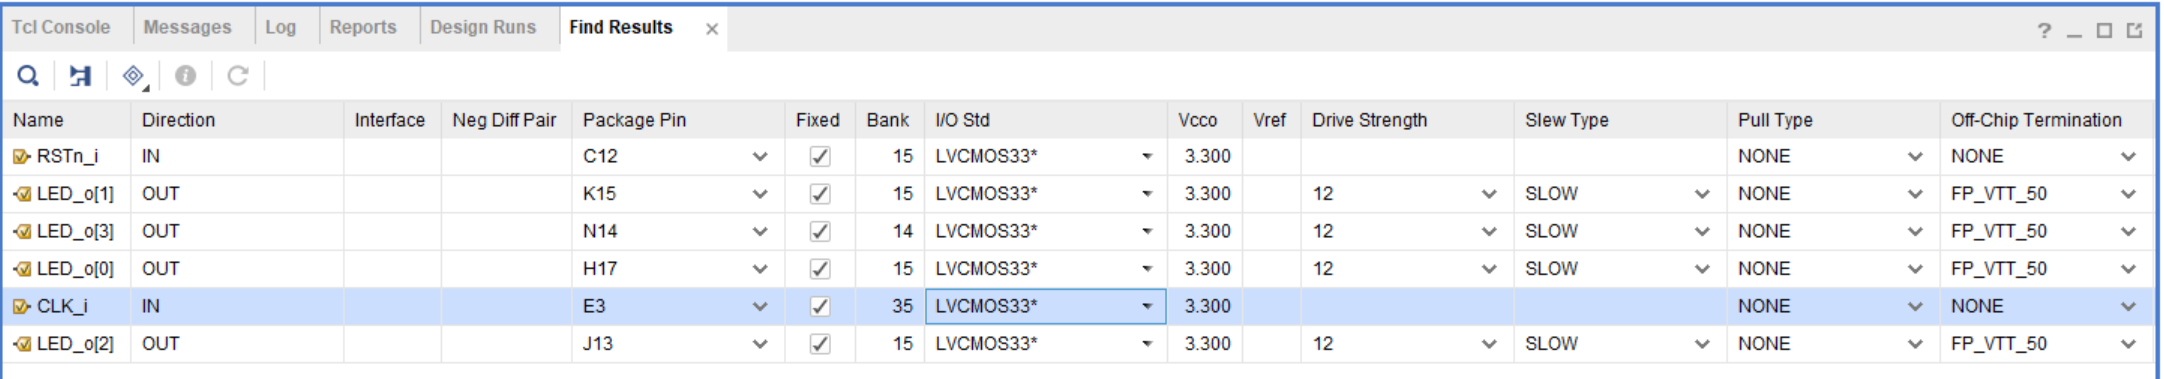 Tcl Console Messages Log Reports Design Runs Find Results × ?
Name Direction Interface Neg Diff Pair Package Pin Fixed Bank I/O Std Vcco Vref Drive Strength Slew Type Pull Type Off-Chip Termination
RSTn_i IN C12 15 LVCMOS33* 3.300 NONE NONE
LED_o[1] OUT K15 15 LVCMOS33* 3.300 12 SLOW NONE FP_VTT_50
LED_o[3] OUT N14 14 LVCMOS33* 3.300 12 SLOW NONE FP_VTT_50
LED_o[0] OUT H17 15 LVCMOS33* 3.300 12 SLOW NONE FP_VTT_50
CLK_i IN E3 35 LVCMOS33* 3.300 NONE NONE
LED_o[2] OUT J13 15 LVCMOS33* 3.300 12 SLOW NONE FP_VTT_50